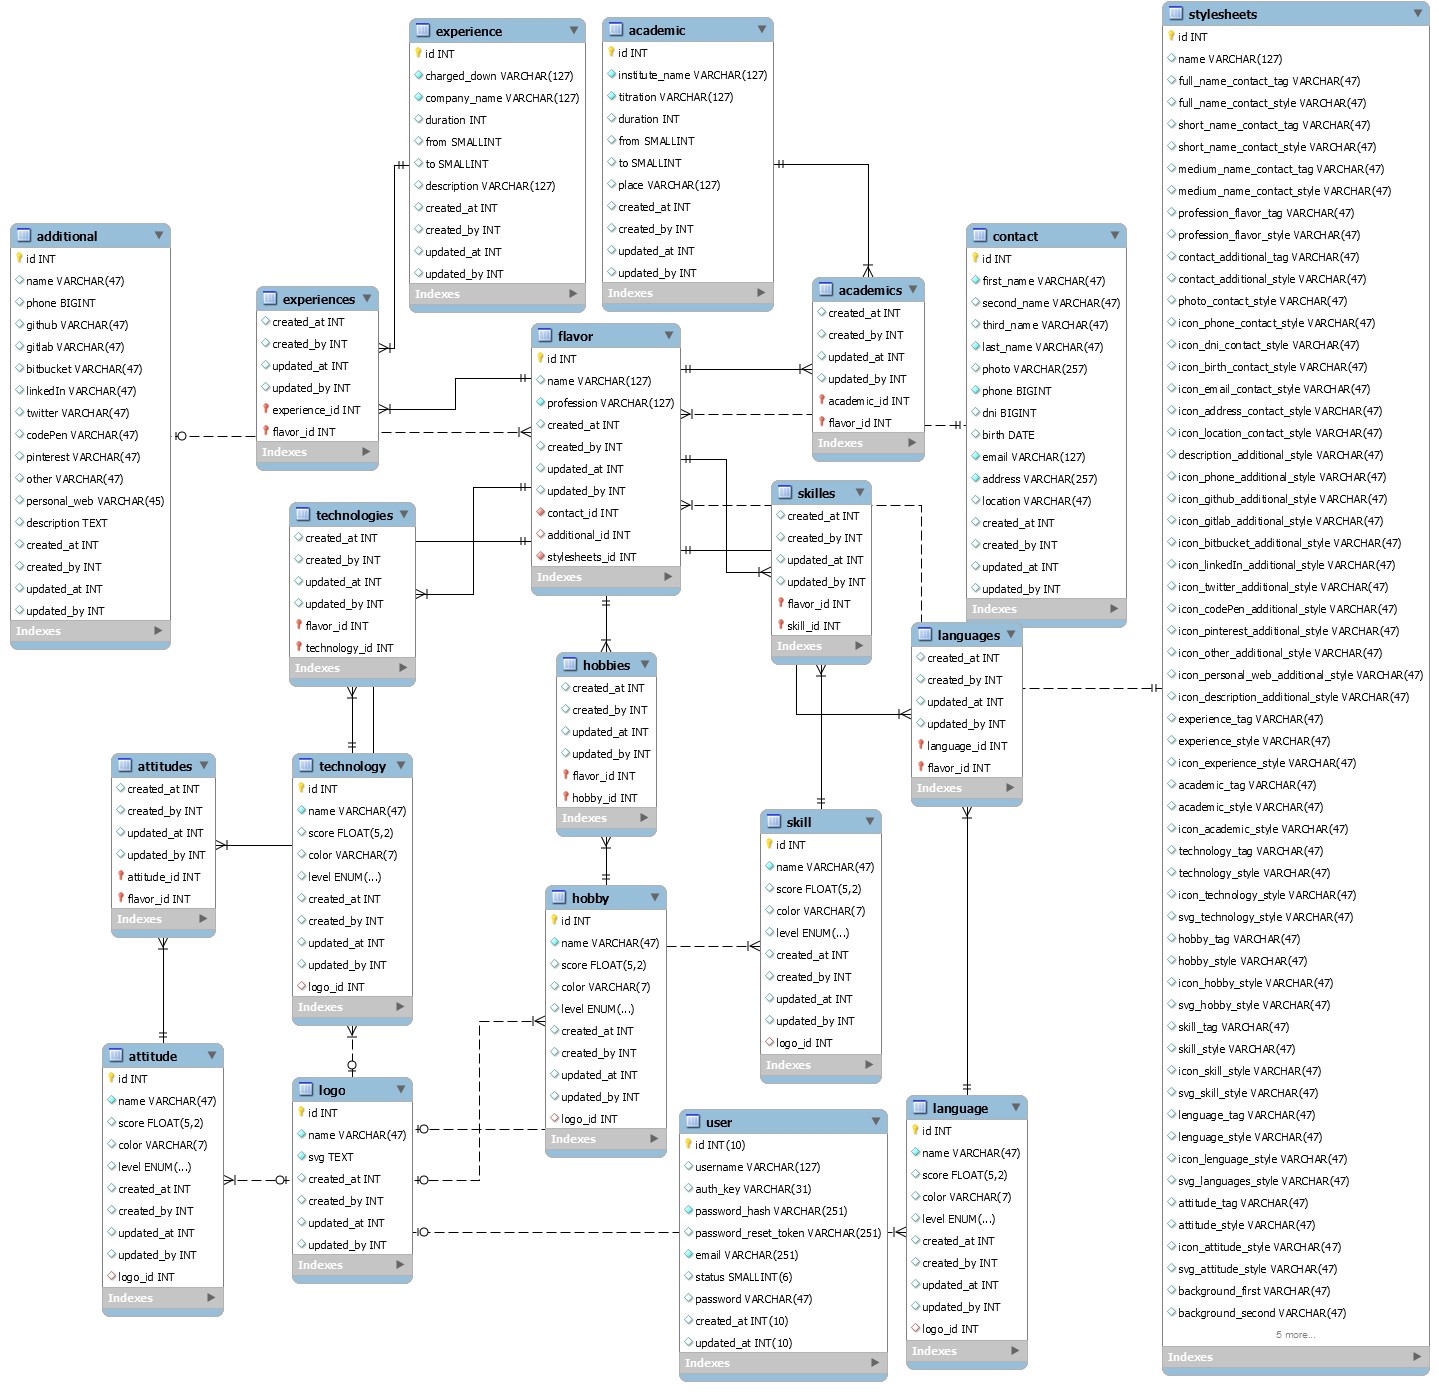 experience
id INT
charged_down VARCHAR(127)
company_name VARCHAR(127)
duration INT
from SMALLINT
to SMALLINT
description VARCHAR(127)
created_at INT
created_by INT
updated_at INT
updated_by INT
Indexes
academic
id INT
institute_name VARCHAR(127)
titration VARCHAR(127)
duration INT
from SMALLINT
to SMALLINT
place VARCHAR(127)
created_at INT
created_by INT
updated_at INT
updated_by INT
Indexes
stylesheets
id INT
name VARCHAR(127)
full_name_contact_tag VARCHAR(47)
full_name_contact_style VARCHAR(47)
short_name_contact_tag VARCHAR(47)
short_name_contact_style VARCHAR(47)
medium_name_contact_tag VARCHAR(47)
medium_name_contact_style VARCHAR(47)
profession_flavor_tag VARCHAR(47)
profession_flavor_style VARCHAR(47)
contact_additional_tag VARCHAR(47)
contact_additional_style VARCHAR(47)
photo_contact_style VARCHAR(47)
icon_phone_contact_style VARCHAR(47)
icon_dni_contact_style VARCHAR(47)
icon_birth_contact_style VARCHAR(47)
icon_email_contact_style VARCHAR(47)
icon_address_contact_style VARCHAR(47)
icon_location_contact_style VARCHAR(47)
description_additional_style VARCHAR(47)
icon_phone_additional_style VARCHAR(47)
icon_github_additional_style VARCHAR(47)
icon_gitlab_additional_style VARCHAR(47)
icon_bitbucket_additional_style VARCHAR(47)
icon_linkedIn_additional_style VARCHAR(47)
icon_twitter_additional_style VARCHAR(47)
icon_codePen_additional_style VARCHAR(47)
icon_pinterest_additional_style VARCHAR(47)
icon_other_additional_style VARCHAR(47)
icon_personal_web_additional_style VARCHAR(47)
icon_description_additional_style VARCHAR(47)
experience_tag VARCHAR(47)
experience_style VARCHAR(47)
icon_experience_style VARCHAR(47)
academic_tag VARCHAR(47)
academic_style VARCHAR(47)
icon_academic_style VARCHAR(47)
technology_tag VARCHAR(47)
technology_style VARCHAR(47)
icon_technology_style VARCHAR(47)
svg_technology_style VARCHAR(47)
hobby_tag VARCHAR(47)
hobby_style VARCHAR(47)
icon_hobby_style VARCHAR(47)
svg_hobby_style VARCHAR(47)
skill_tag VARCHAR(47)
skill_style VARCHAR(47)
icon_skill_style VARCHAR(47)
svg_skill_style VARCHAR(47)
lenguage_tag VARCHAR(47)
lenguage_style VARCHAR(47)
icon_lenguage_style VARCHAR(47)
svg_languages_style VARCHAR(47)
attitude_tag VARCHAR(47)
attitude_style VARCHAR(47)
icon_attitude_style VARCHAR(47)
svg_attitude_style VARCHAR(47)
background_first VARCHAR(47)
background_second VARCHAR(47)
5 more...
Indexes
additional
id INT
name VARCHAR(47)
phone BIGINT
github VARCHAR(47)
gitlab VARCHAR(47)
bitbucket VARCHAR(47)
linkedIn VARCHAR(47)
twitter VARCHAR(47)
codePen VARCHAR(47)
pinterest VARCHAR(47)
other VARCHAR(47)
personal_web VARCHAR(45)
description TEXT
created_at INT
created_by INT
updated_at INT
updated_by INT
Indexes
experiences
created_at INT
created_by INT
updated_at INT
updated_by INT
experience_id INT
flavor_id INT
Indexes
flavor
id INT
name VARCHAR(127)
profession VARCHAR(127)
created_at INT
created_by INT
updated_at INT
updated_by INT
contact_id INT
additional_id INT
stylesheets_id INT
Indexes
academics
created_at INT
created_by INT
updated_at INT
updated_by INT
academic_id INT
flavor_id INT
Indexes
contact
id INT
first_name VARCHAR(47)
second_name VARCHAR(47)
third_name VARCHAR(47)
last_name VARCHAR(47)
photo VARCHAR(257)
phone BIGINT
dni BIGINT
birth DATE
email VARCHAR(127)
address VARCHAR(257)
location VARCHAR(47)
created_at INT
created_by INT
updated_at INT
updated_by INT
Indexes
technologies
created_at INT
created_by INT
updated_at INT
updated_by INT
flavor_id INT
technology_id INT
Indexes
skilles
created_at INT
created_by INT
updated_at INT
updated_by INT
flavor_id INT
skill_id INT
Indexes
languages
created_at INT
created_by INT
updated_at INT
updated_by INT
language_id INT
flavor_id INT
Indexes
hobbies
created_at INT
created_by INT
updated_at INT
updated_by INT
flavor_id INT
hobby_id INT
Indexes
attitudes
created_at INT
created_by INT
updated_at INT
updated_by INT
attitude_id INT
flavor_id INT
Indexes
technology
id INT
name VARCHAR(47)
score FLOAT(5,2)
color VARCHAR(7)
level ENUM(...)
created_at INT
created_by INT
updated_at INT
updated_by INT
logo_id INT
Indexes
skill
id INT
name VARCHAR(47)
score FLOAT(5,2)
color VARCHAR(7)
level ENUM(...)
created_at INT
created_by INT
updated_at INT
updated_by INT
logo_id INT
Indexes
hobby
id INT
name VARCHAR(47)
score FLOAT(5,2)
color VARCHAR(7)
level ENUM(...)
created_at INT
created_by INT
updated_at INT
updated_by INT
logo_id INT
Indexes
attitude
id INT
name VARCHAR(47)
score FLOAT(5,2)
color VARCHAR(7)
level ENUM(...)
created_at INT
created_by INT
updated_at INT
updated_by INT
logo_id INT
Indexes
logo
id INT
name VARCHAR(47)
svg TEXT
created_at INT
created_by INT
updated_at INT
updated_by INT
Indexes
user
id INT(10)
username VARCHAR(127)
auth_key VARCHAR(31)
password_hash VARCHAR(251)
password_reset_token VARCHAR(251)
email VARCHAR(251)
status SMALLINT(6)
password VARCHAR(47)
created_at INT(10)
updated_at INT(10)
Indexes
language
id INT
name VARCHAR(47)
score FLOAT(5,2)
color VARCHAR(7)
level ENUM(...)
created_at INT
created_by INT
updated_at INT
updated_by INT
logo_id INT
Indexes